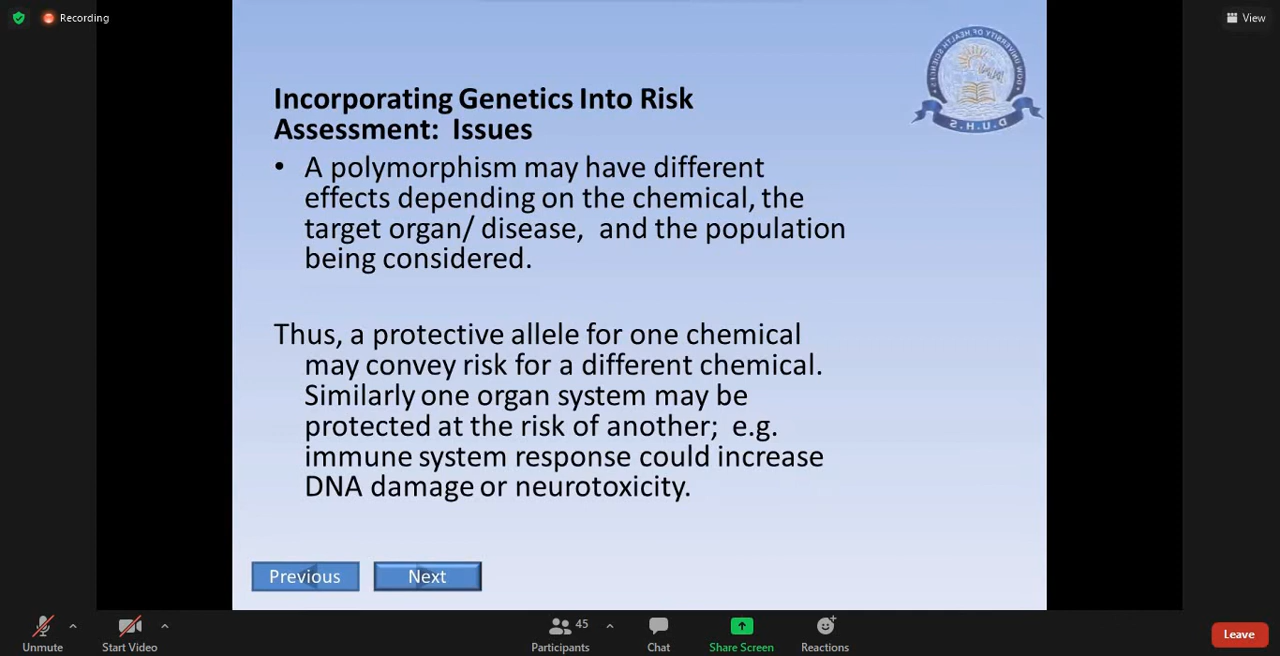 Recording
View
Incorporating Genetics Into Risk
Assessment:  Issues
• A polymorphism may have different
effects depending on the chemical, the
target organ/ disease,  and the population
being considered.
Thus, a protective allele for one chemical
may convey risk for a different chemical.
Similarly one organ system may be
protected at the risk of another;  e.g.
immune system response could increase
DNA damage or neurotoxicity.
Previous Next
D.U.H.S
Unmute Start Video Participants 45 Chat Share Screen Reactions Leave